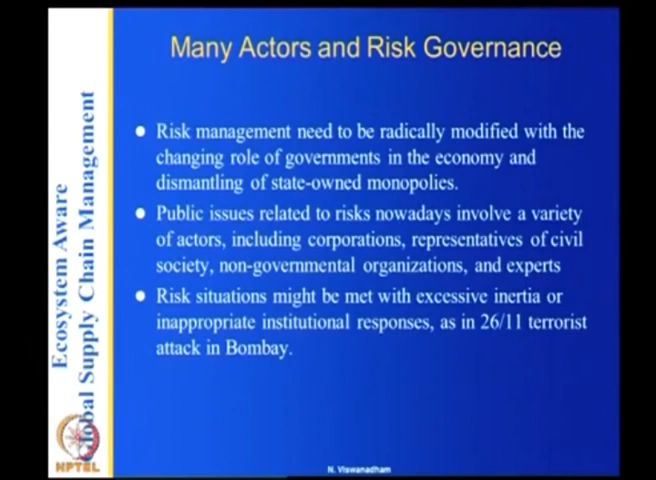 Many Actors and Risk Governance
Risk management need to be radically modified with the
changing role of governments in the economy and
dismantling of state-owned monopolies.
Public issues related to risks nowadays involve a variety
of actors, including corporations, representatives of civil
society, non-governmental organizations, and experts
Risk situations might be met with excessive inertia or
inappropriate institutional responses, as in 26/11 terrorist
attack in Bombay.
Ecosystem Aware
Global Supply Chain Management
NPTEL
N. Viswanadham